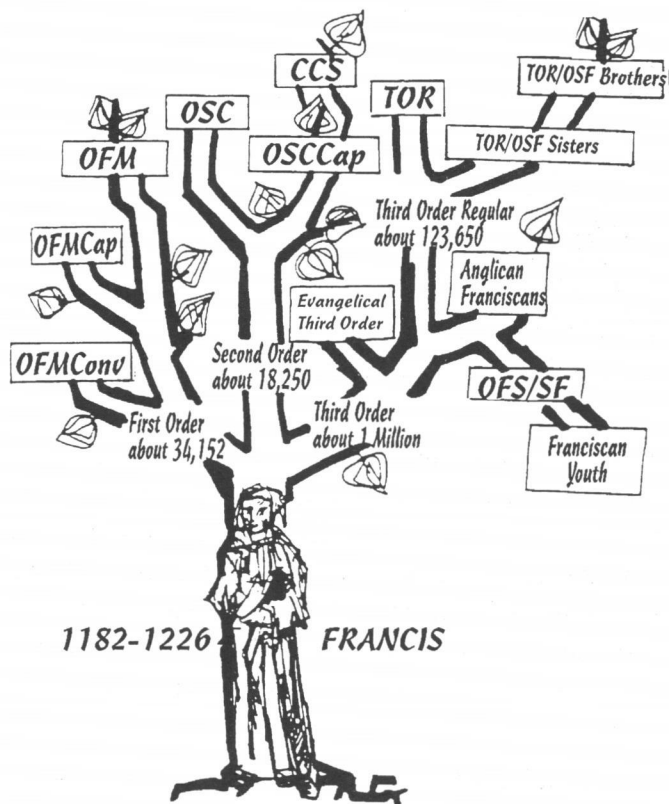 CCS
TOR/OSF Brothers
OSC
TOR
OFM
OSCCap
TOR/OSF Sisters
OFMCap
Third Order Regular
about 123,650
Evangelical
Third Order
Anglican
Franciscans
OFMConv
Second Order
about 18,250
OFS/SF
First Order
about 34,152
Third Order
about 1 Million
Franciscan
Youth
1182-1226
FRANCIS